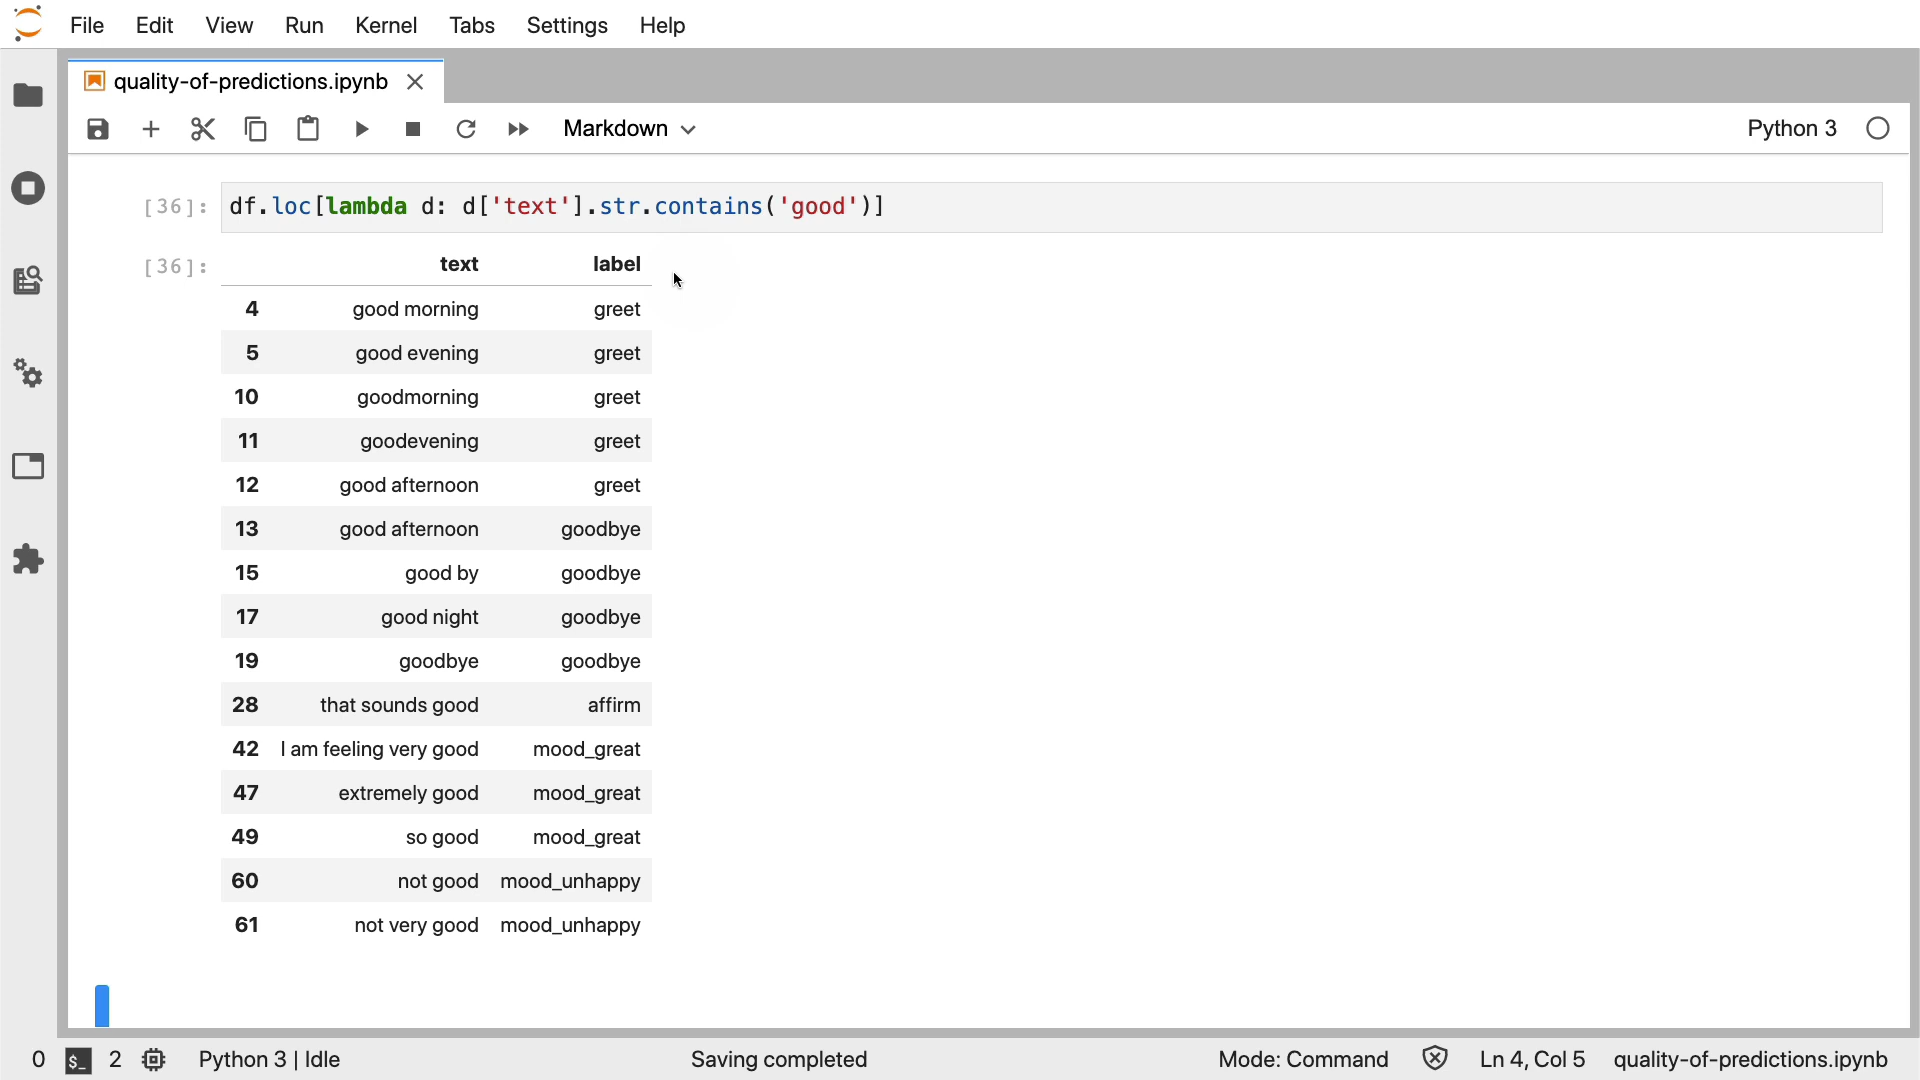 File Edit View Run Kernel Tabs Settings Help
quality-of-predictions.ipynb
Markdown Python 3
[36]: df.loc[lambda d: d['text'].str.contains('good')]
[36]: text label
4 good morning greet
5 good evening greet
10 goodmorning greet
11 goodevening greet
12 good afternoon greet
13 good afternoon goodbye
15 good by goodbye
17 good night goodbye
19 goodbye goodbye
28 that sounds good affirm
42 I am feeling very good mood_great
47 extremely good mood_great
49 so good mood_great
60 not good mood_unhappy
61 not very good mood_unhappy
0 $_ 2 Python 3 | Idle Saving completed Mode: Command Ln 4, Col 5 quality-of-predictions.ipynb